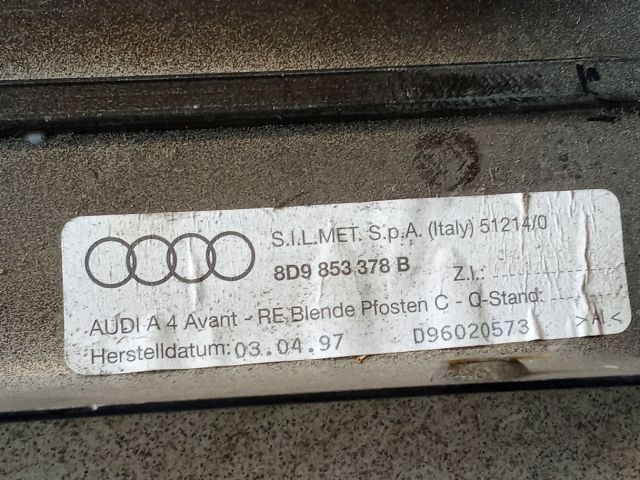 S.I.L.MET. S.p.A. (Italy) 51214/0
8D9 853 378 B Z.I.:
AUDI A 4 Avant - RE Blende Pfosten C - Q-Stand:
Herstelldatum: 03.04.97 D96020573 >Al<